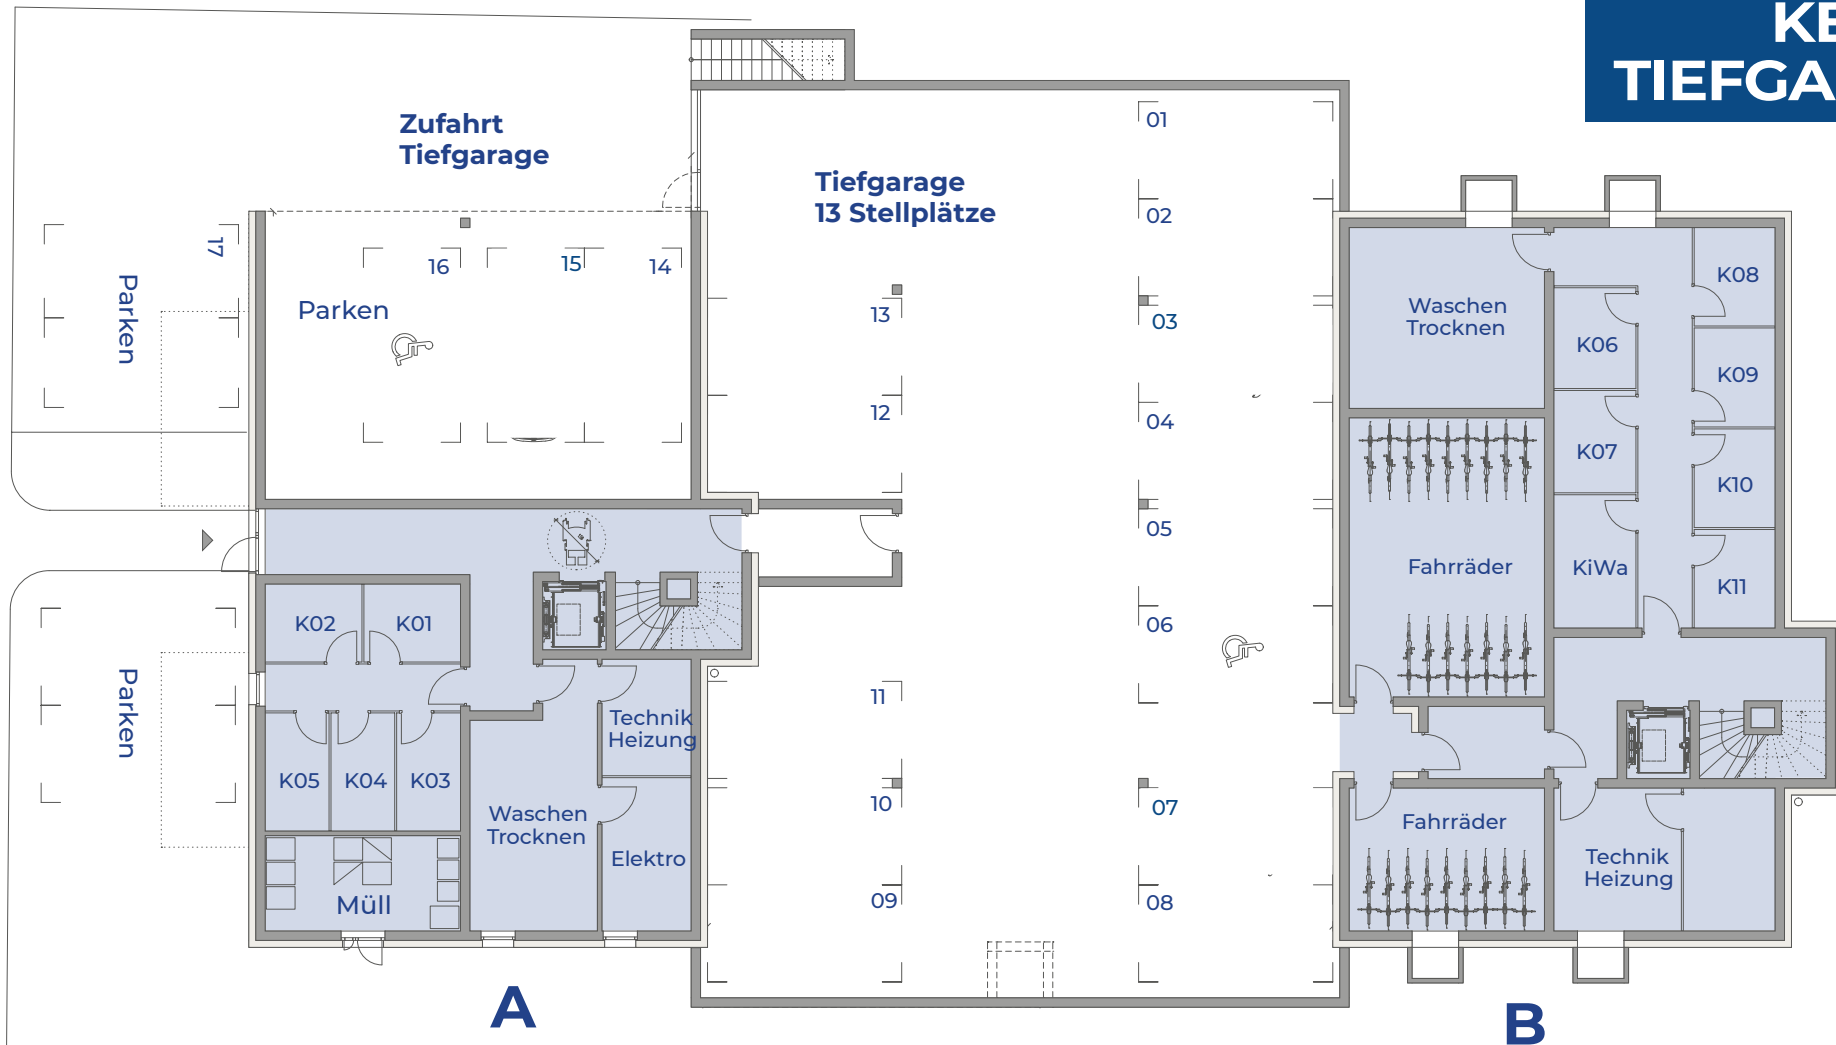 KE
TIEFGA
Zufahrt
Tiefgarage
Tiefgarage
13 Stellplätze
01
02
03
04
05
06
07
08
09
10
11
12
13
14
15
16
17
Parken
Parken
Parken
K02
K01
K05
K04
K03
Müll
Waschen
Trocknen
Technik
Heizung
Elektro
A
Waschen
Trocknen
K06
K07
KiWa
K08
K09
K10
K11
Fahrräder
Fahrräder
Technik
Heizung
B